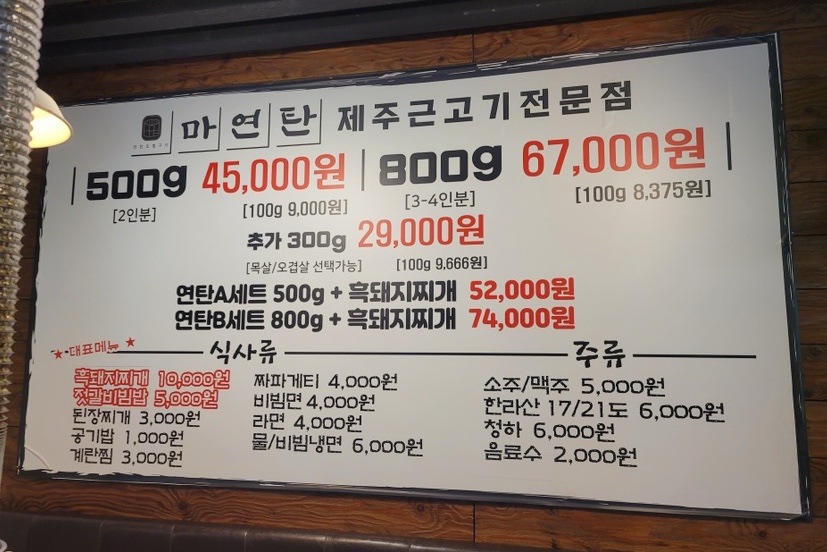 마연탄 제주근고기전문점
500g 45,000원 800g 67,000원
[2인분] [100g 9,000원] [3-4인분] [100g 8,375원]
추가 300g 29,000원
[목살/오겹살 선택가능] [100g 9,666원]
연탄A세트 500g + 흑돼지찌개 52,000원
연탄B세트 800g + 흑돼지찌개 74,000원
★대표메뉴★ 식사류 주류
흑돼지찌개 10,000원
젓갈비빔밥 5,000원
된장찌개 3,000원
공기밥 1,000원
계란찜 3,000원
짜파게티 4,000원
비빔면 4,000원
라면 4,000원
물/비빔냉면 6,000원
소주/맥주 5,000원
한라산 17/21도 6,000원
청하 6,000원
음료수 2,000원